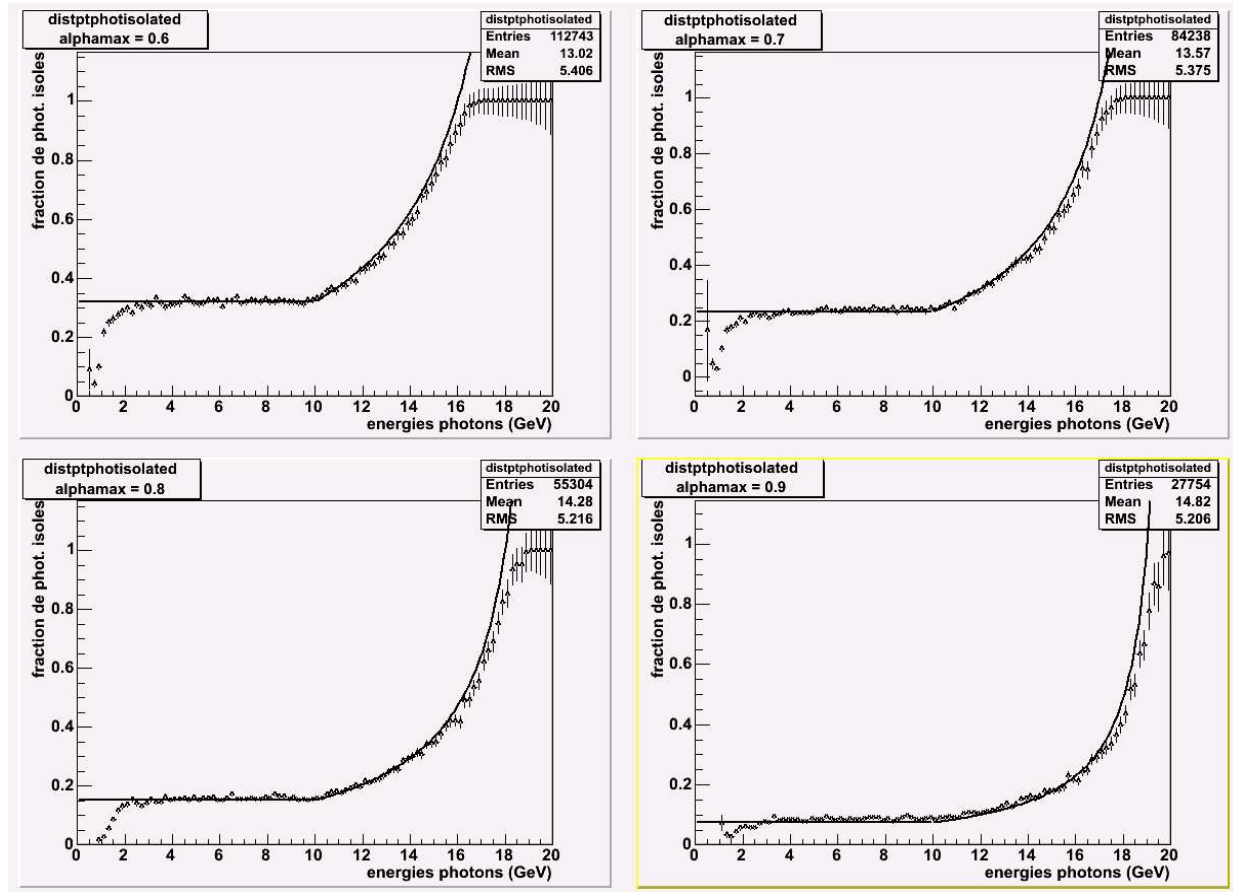 distptphotisolated
alphamax = 0.6
distptphotisolated
Entries 112743
Mean 13.02
RMS 5.406
fraction de phot. isoles
1
0.8
0.6
0.4
0.2
0
0 2 4 6 8 10 12 14 16 18 20
energies photons (GeV)
distptphotisolated
alphamax = 0.7
distptphotisolated
Entries 84238
Mean 13.57
RMS 5.375
fraction de phot. isoles
1
0.8
0.6
0.4
0.2
0
0 2 4 6 8 10 12 14 16 18 20
energies photons (GeV)
distptphotisolated
alphamax = 0.8
distptphotisolated
Entries 55304
Mean 14.28
RMS 5.216
fraction de phot. isoles
1
0.8
0.6
0.4
0.2
0
0 2 4 6 8 10 12 14 16 18 20
energies photons (GeV)
distptphotisolated
alphamax = 0.9
distptphotisolated
Entries 27754
Mean 14.82
RMS 5.206
fraction de phot. isoles
1
0.8
0.6
0.4
0.2
0
0 2 4 6 8 10 12 14 16 18 20
energies photons (GeV)